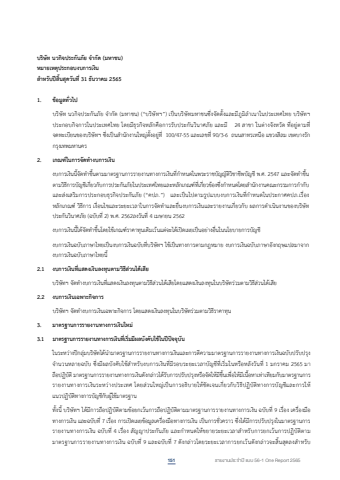 บริษัท นวกิจประกันภัย จำกัด (มหาชน)
หมายเหตุประกอบงบการเงิน
สำหรับปีสิ้นสุดวันที่ 31 ธันวาคม 2565
1. ข้อมูลทั่วไป
บริษัท นวกิจประกันภัย จำกัด (มหาชน) ("บริษัทฯ") เป็นบริษัทมหาชนซึ่งจัดตั้งและมีภูมิลำเนาในประเทศไทย บริษัทฯ
ประกอบกิจการในประเทศไทย โดยมีธุรกิจหลักคือการรับประกันวินาศภัย และมี 28 สาขา ในต่างจังหวัด ที่อยู่ตามที่
จดทะเบียนของบริษัทฯ ซึ่งเป็นสำนักงานใหญ่ตั้งอยู่ที่ 100/47-55 และเลขที่ 90/3-6 ถนนสาทรเหนือ แขวงสีลม เขตบางรัก
กรุงเทพมหานคร
2. เกณฑ์ในการจัดทำงบการเงิน
งบการเงินนี้จัดทำขึ้นตามมาตรฐานการรายงานทางการเงินที่กำหนดในพระราชบัญญัติวิชาชีพบัญชี พ.ศ. 2547 และจัดทำขึ้น
ตามวิธีการบัญชีเกี่ยวกับการประกันภัยในประเทศไทยและหลักเกณฑ์ที่เกี่ยวข้องซึ่งกำหนดโดยสำนักงานคณะกรรมการกำกับ
และส่งเสริมการประกอบธุรกิจประกันภัย ("คปภ.") และเป็นไปตามรูปแบบงบการเงินที่กำหนดในประกาศคปภ. เรื่อง
หลักเกณฑ์ วิธีการ เงื่อนไขและระยะเวลาในการจัดทำและยื่นงบการเงินและรายงานเกี่ยวกับ ผลการดำเนินงานของบริษัท
ประกันวินาศภัย (ฉบับที่ 2) พ.ศ. 2562ลงวันที่ 4 เมษายน 2562
งบการเงินนี้ได้จัดทำขึ้นโดยใช้เกณฑ์ราคาทุนเดิมเว้นแต่จะได้เปิดเผยเป็นอย่างอื่นในนโยบายการบัญชี
งบการเงินฉบับภาษาไทยเป็นงบการเงินฉบับที่บริษัทฯ ใช้เป็นทางการตามกฎหมาย งบการเงินฉบับภาษาอังกฤษแปลมาจาก
งบการเงินฉบับภาษาไทยนี้
2.1 งบการเงินที่แสดงเงินลงทุนตามวิธีส่วนได้เสีย
บริษัทฯ จัดทำงบการเงินที่แสดงเงินลงทุนตามวิธีส่วนได้เสียโดยแสดงเงินลงทุนในบริษัทร่วมตามวิธีส่วนได้เสีย
2.2 งบการเงินเฉพาะกิจการ
บริษัทฯ จัดทำงบการเงินเฉพาะกิจการ โดยแสดงเงินลงทุนในบริษัทร่วมตามวิธีราคาทุน
3. มาตรฐานการรายงานทางการเงินใหม่
3.1 มาตรฐานการรายงานทางการเงินที่เริ่มมีผลบังคับใช้ในปีปัจจุบัน
ในระหว่างปีกลุ่มบริษัทได้นำมาตรฐานการรายงานทางการเงินและการตีความมาตรฐานการรายงานทางการเงินฉบับปรับปรุง
จำนวนหลายฉบับ ซึ่งมีผลบังคับใช้สำหรับงบการเงินที่มีรอบระยะเวลาบัญชีที่เริ่มในหรือหลังวันที่ 1 มกราคม 2565 มา
ถือปฏิบัติ มาตรฐานการรายงานทางการเงินดังกล่าวได้รับการปรับปรุงหรือจัดให้มีขึ้นเพื่อให้มีเนื้อหาเท่าเทียมกับมาตรฐานการ
รายงานทางการเงินระหว่างประเทศ โดยส่วนใหญ่เป็นการอธิบายให้ชัดเจนเกี่ยวกับวิธีปฏิบัติทางการบัญชีและการให้
แนวปฏิบัติทางการบัญชีกับผู้ใช้มาตรฐาน
ทั้งนี้ บริษัทฯ ได้มีการถือปฏิบัติตามข้อยกเว้นการถือปฏิบัติตามมาตรฐานการรายงานทางการเงิน ฉบับที่ 9 เรื่อง เครื่องมือ
ทางการเงิน และฉบับที่ 7 เรื่อง การเปิดเผยข้อมูลเครื่องมือทางการเงิน เป็นการชั่วคราว ซึ่งได้มีการปรับปรุงในมาตรฐานการ
รายงานทางการเงิน ฉบับที่ 4 เรื่อง สัญญาประกันภัย และกำหนดให้ขยายระยะเวลาสำหรับการยกเว้นการปฏิบัติตาม
มาตรฐานการรายงานทางการเงิน ฉบับที่ 9 และฉบับที่ 7 ดังกล่าวโดยระยะเวลาการยกเว้นดังกล่าวจะสิ้นสุดลงสำหรับ
151 รายงานประจำปี แบบ 56-1 One Report 2565